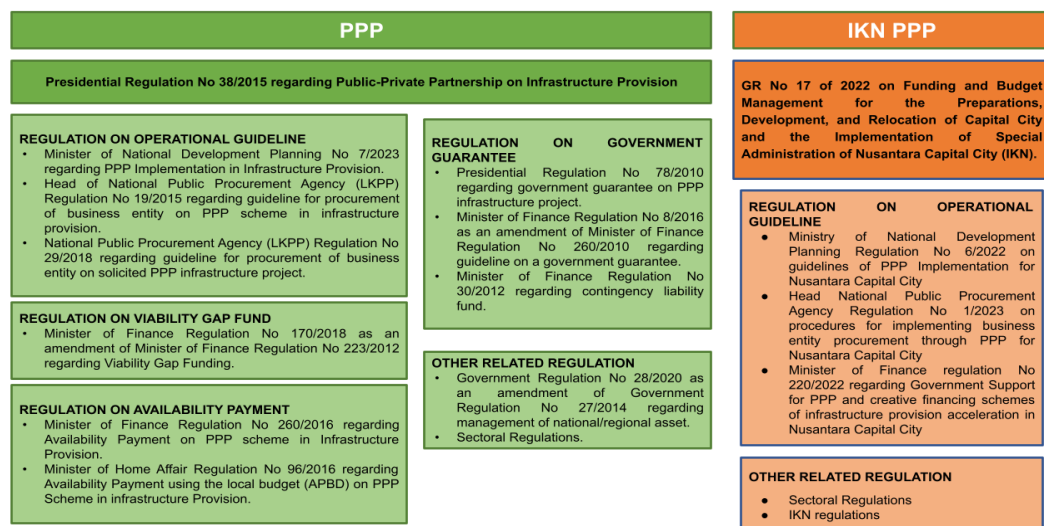 PPP
Presidential Regulation No 38/2015 regarding Public-Private Partnership on Infrastructure Provision
REGULATION ON OPERATIONAL GUIDELINE
• Minister of National Development Planning No 7/2023
regarding PPP Implementation in Infrastructure Provision.
• Head of National Public Procurement Agency (LKPP)
Regulation No 19/2015 regarding guideline for procurement
of business entity on PPP scheme in infrastructure
provision.
• National Public Procurement Agency (LKPP) Regulation No
29/2018 regarding guideline for procurement of business
entity on solicited PPP infrastructure project.
REGULATION ON VIABILITY GAP FUND
• Minister of Finance Regulation No 170/2018 as an
amendment of Minister of Finance Regulation No 223/2012
regarding Viability Gap Funding.
REGULATION ON AVAILABILITY PAYMENT
• Minister of Finance Regulation No 260/2016 regarding
Availability Payment on PPP scheme in Infrastructure
Provision.
• Minister of Home Affair Regulation No 96/2016 regarding
Availability Payment using the local budget (APBD) on PPP
Scheme in infrastructure Provision.
REGULATION ON GOVERNMENT
GUARANTEE
• Presidential Regulation No 78/2010
regarding government guarantee on PPP
infrastructure project.
• Minister of Finance Regulation No 8/2016
as an amendment of Minister of Finance
Regulation No 260/2010 regarding
guideline on a government guarantee.
• Minister of Finance Regulation No
30/2012 regarding contingency liability
fund.
OTHER RELATED REGULATION
• Government Regulation No 28/2020 as
an amendment of Government
Regulation No 27/2014 regarding
management of national/regional asset.
• Sectoral Regulations.
IKN PPP
GR No 17 of 2022 on Funding and Budget
Management for the Preparations,
Development, and Relocation of Capital City
and the Implementation of Special
Administration of Nusantara Capital City (IKN).
REGULATION ON OPERATIONAL
GUIDELINE
● Ministry of National Development
Planning Regulation No 6/2022 on
guidelines of PPP Implementation for
Nusantara Capital City
● Head National Public Procurement
Agency Regulation No 1/2023 on
procedures for implementing business
entity procurement through PPP for
Nusantara Capital City
● Minister of Finance regulation No
220/2022 regarding Government Support
for PPP and creative financing schemes
of infrastructure provision acceleration in
Nusantara Capital City
OTHER RELATED REGULATION
● Sectoral Regulations
● IKN regulations